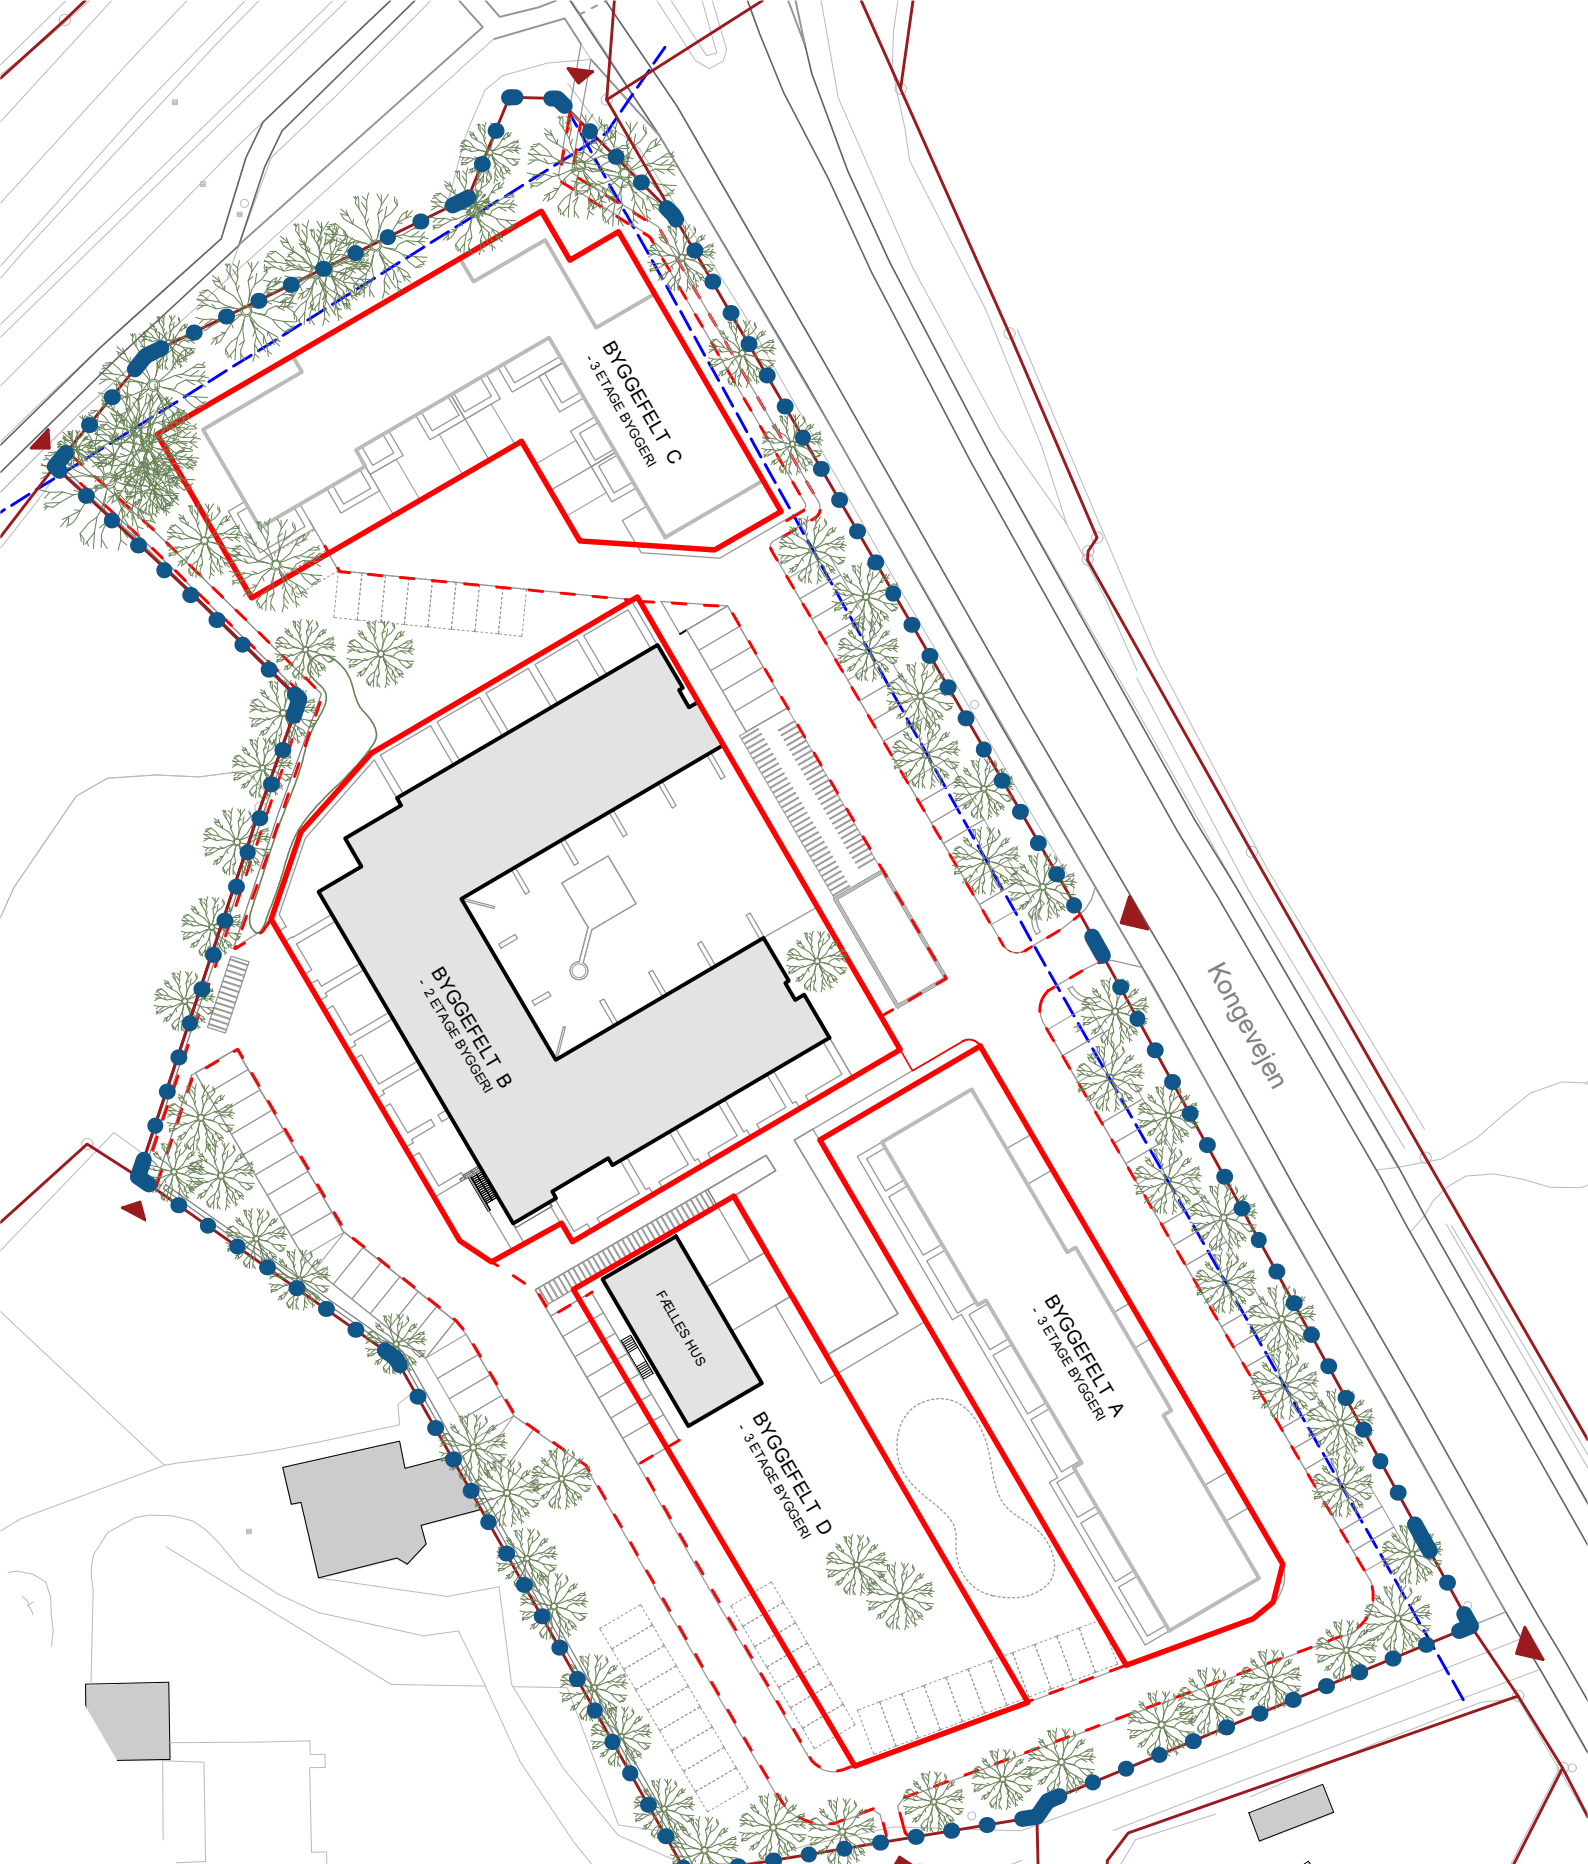 BYGGEFELT C
- 3 ETAGE BYGGERI
BYGGEFELT B
- 2 ETAGE BYGGERI
Kongevejen
FÆLLES HUS
BYGGEFELT A
- 3 ETAGE BYGGERI
BYGGEFELT D
- 3 ETAGE BYGGERI